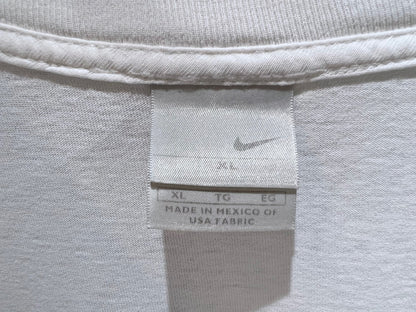 XL
XL TG EG
MADE IN MEXICO OF
USA FABRIC